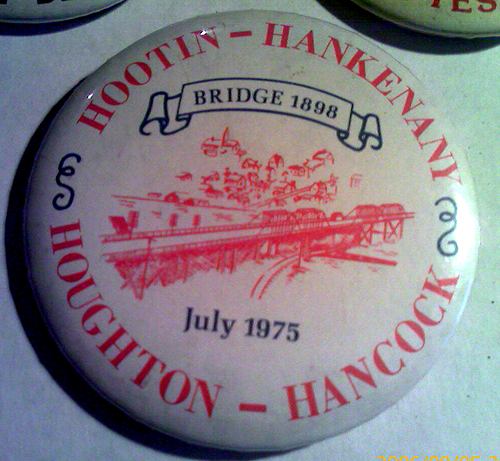 HOOTIN - HANKENANY
BRIDGE 1898
July 1975
HOUGHTON - HANCOCK